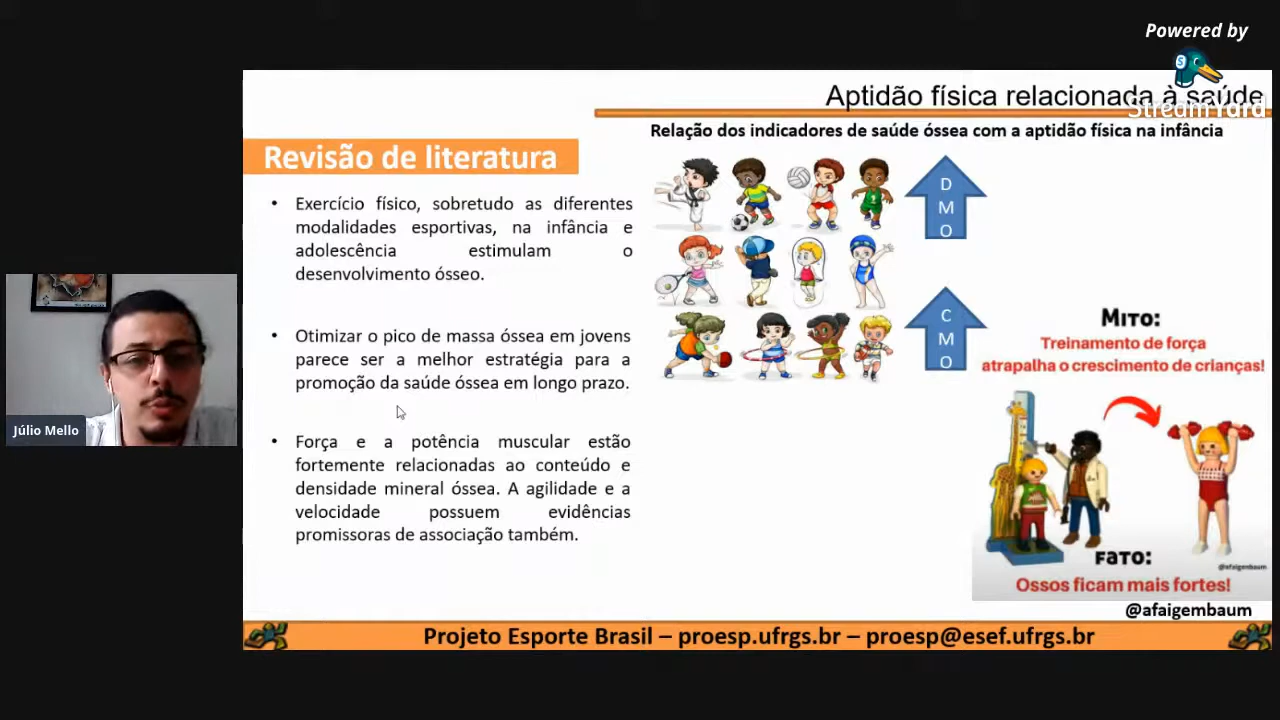 Powered by
StreamYard
Aptidão física relacionada à saúde
Relação dos indicadores de saúde óssea com a aptidão física na infância
Revisão de literatura
• Exercício físico, sobretudo as diferentes
modalidades esportivas, na infância e
adolescência estimulam o
desenvolvimento ósseo.
• Otimizar o pico de massa óssea em jovens
parece ser a melhor estratégia para a
promoção da saúde óssea em longo prazo.
• Força e a potência muscular estão
fortemente relacionadas ao conteúdo e
densidade mineral óssea. A agilidade e a
velocidade possuem evidências
promissoras de associação também.
D
M
O
C
M
O
Mito:
Treinamento de força
atrapalha o crescimento de crianças!
Fato:
@afaigenbaum
Ossos ficam mais fortes!
@afaigembaum
Júlio Mello
Projeto Esporte Brasil – proesp.ufrgs.br – proesp@esef.ufrgs.br